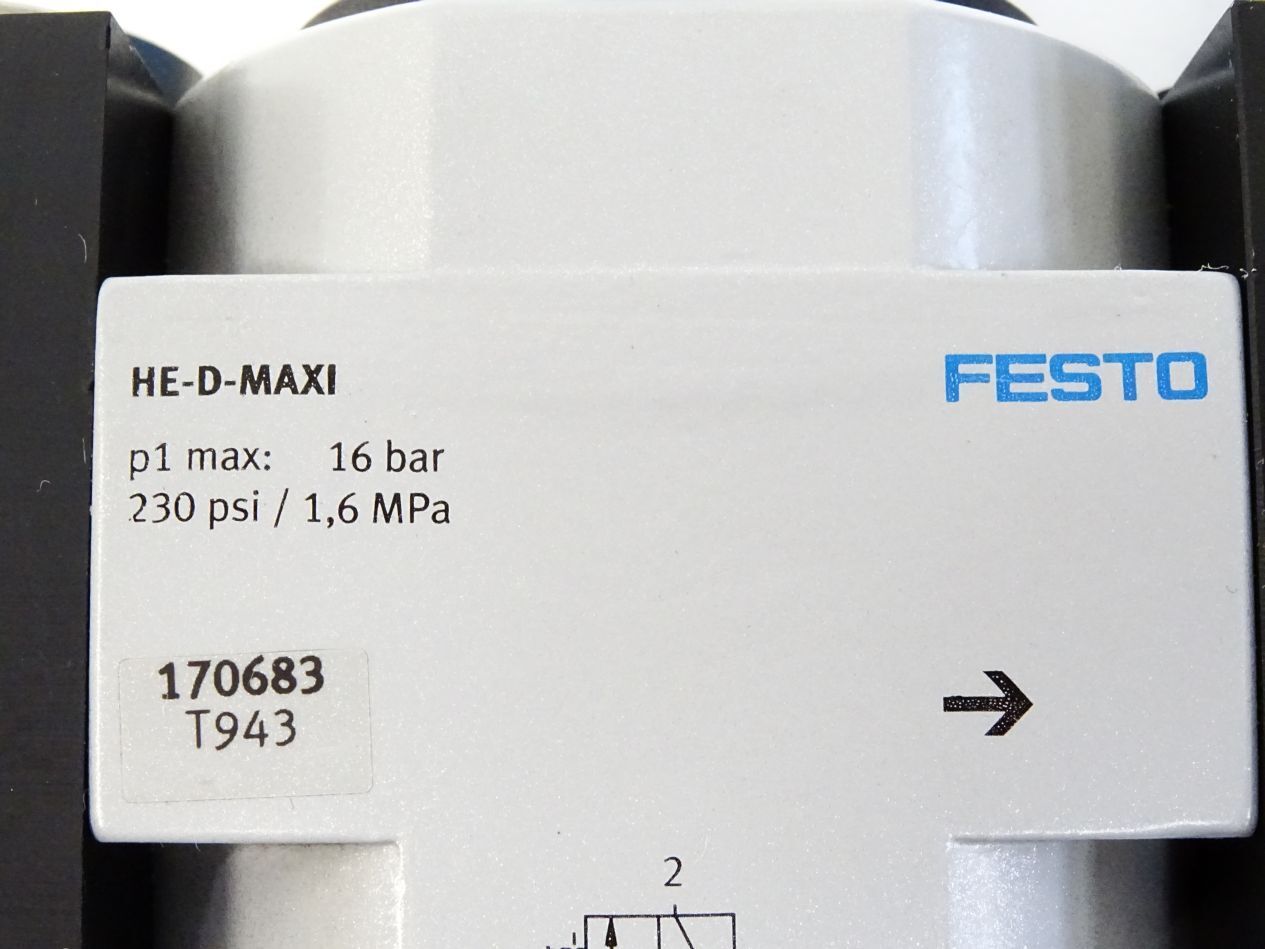 HE-D-MAXI
FESTO
p1 max: 16 bar
230 psi / 1,6 MPa
170683
T943
2